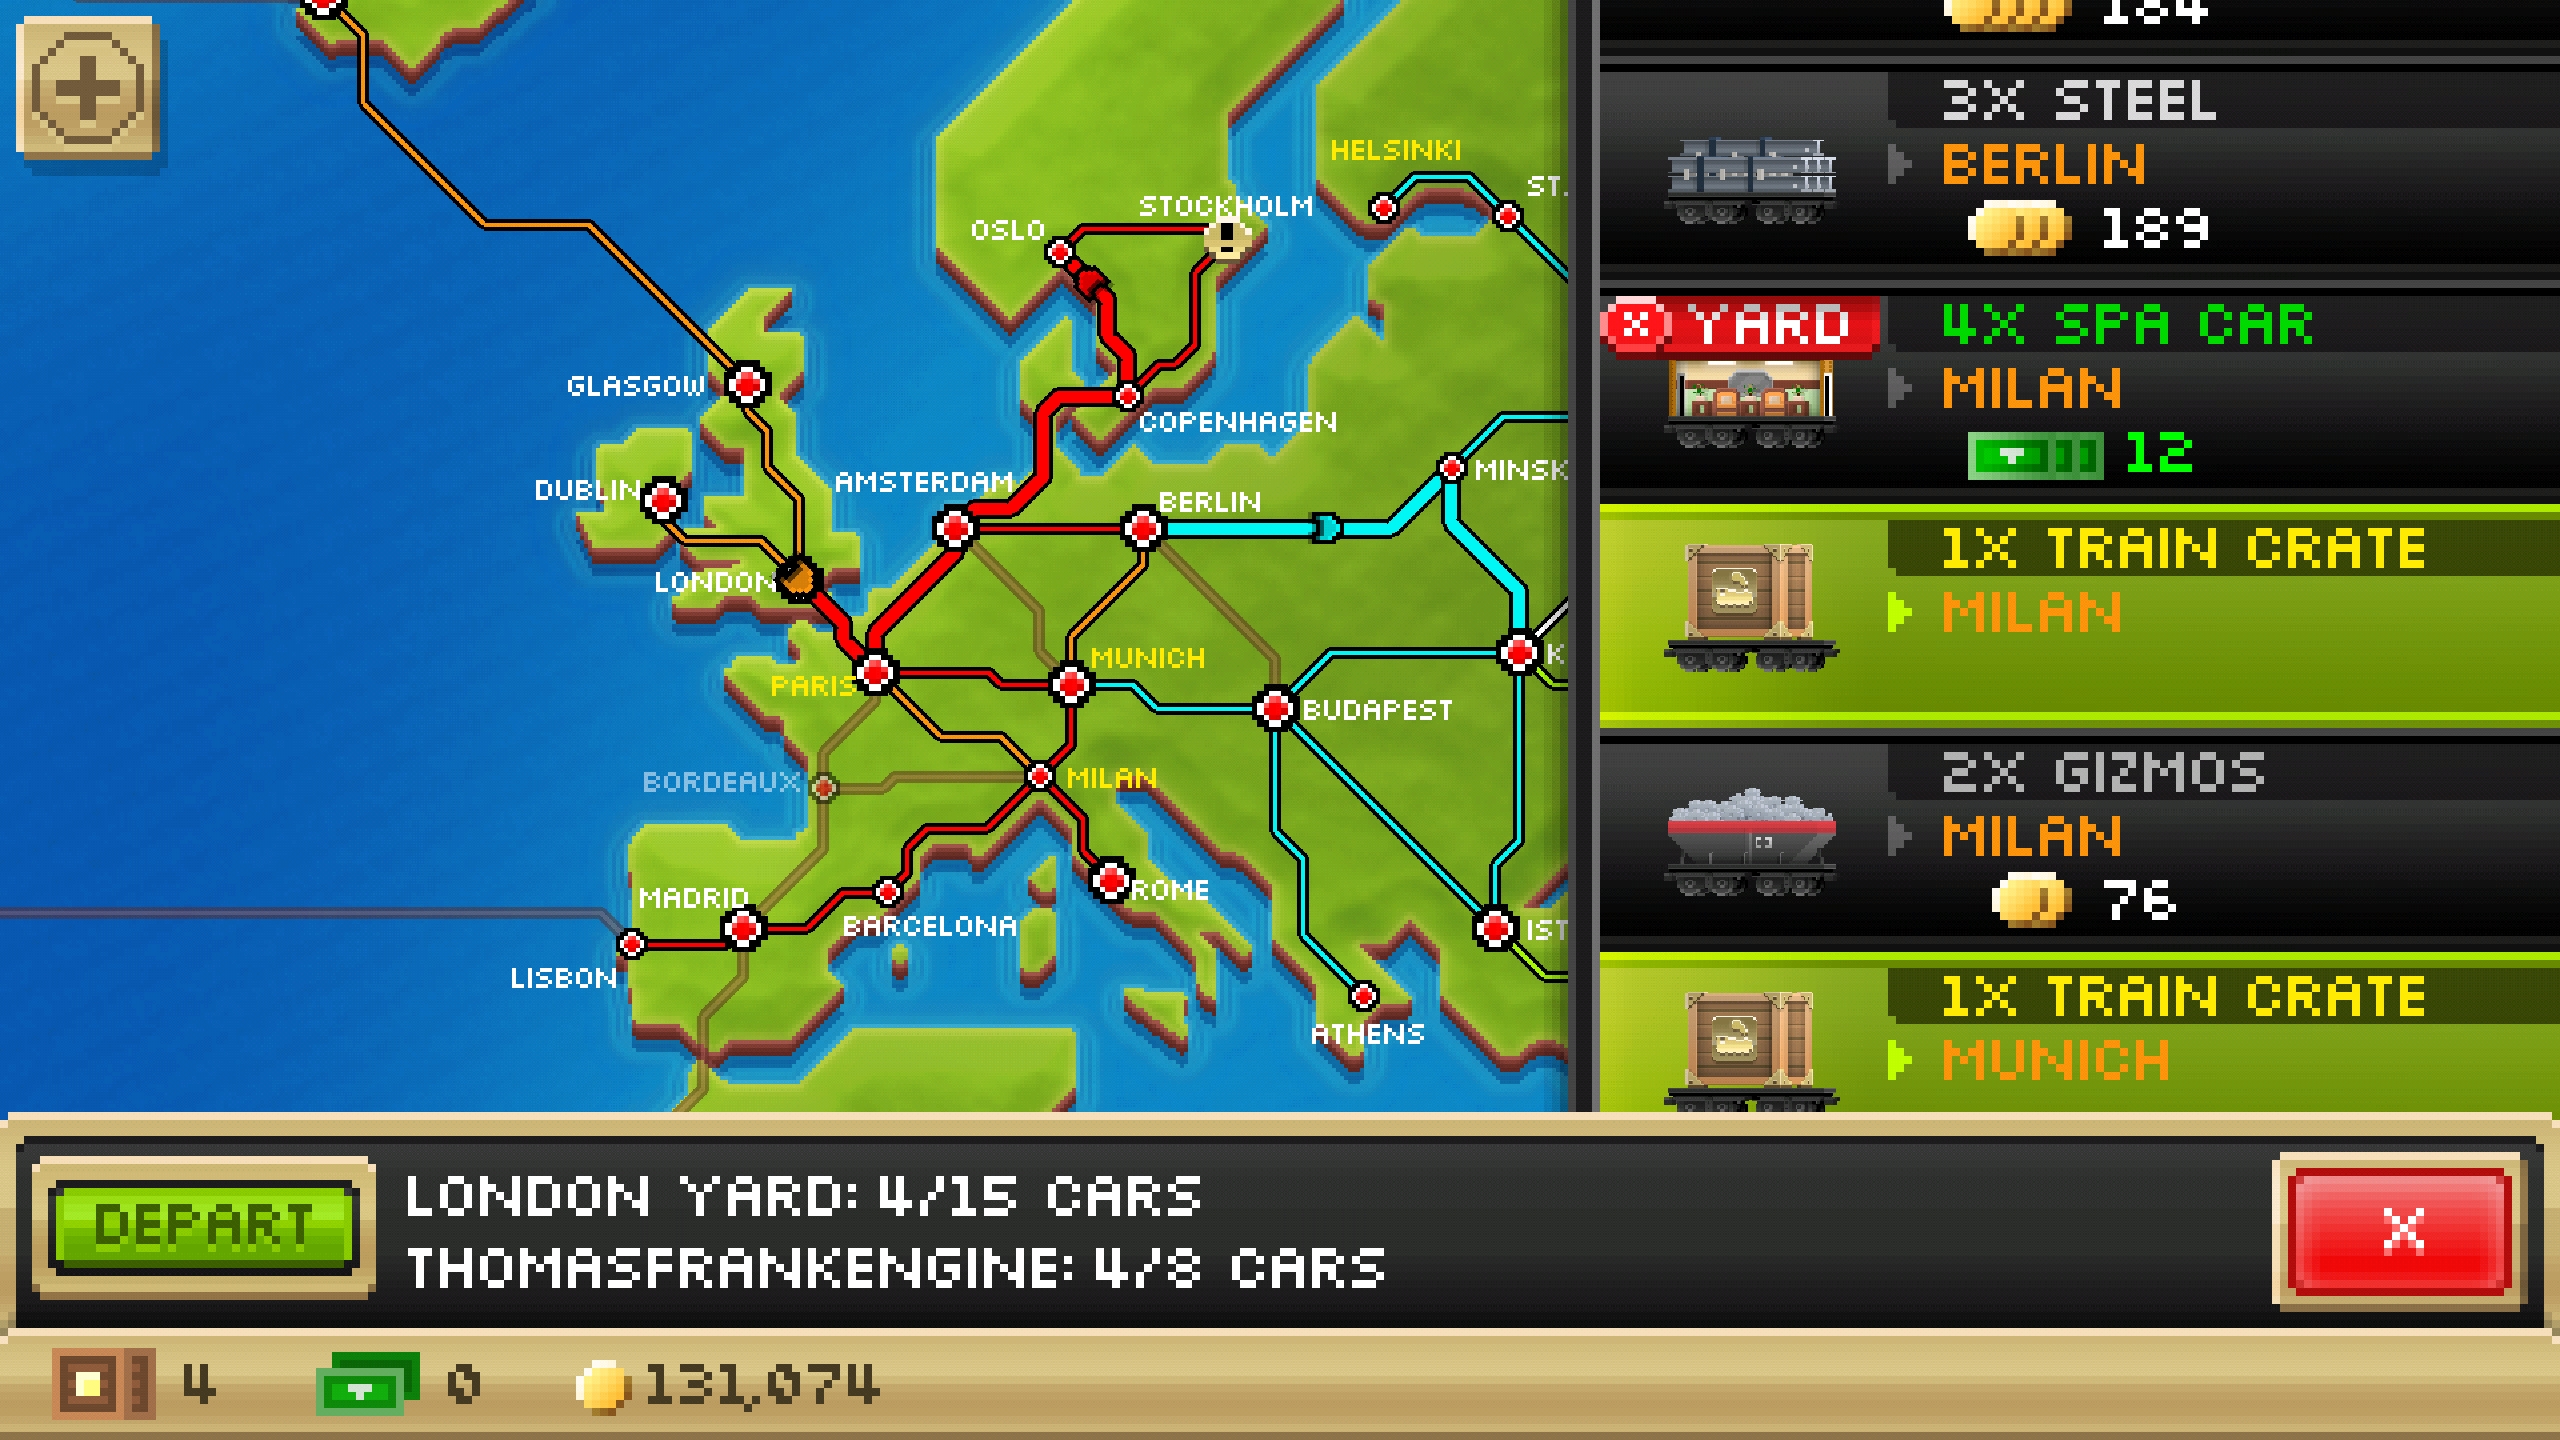 184
3X STEEL
BERLIN
189
YARD
4X SPA CAR
MILAN
12
1X TRAIN CRATE
MILAN
2X GIZMOS
MILAN
76
1X TRAIN CRATE
MUNICH
HELSINKI
ST.
STOCKHOLM
OSLO
GLASGOW
COPENHAGEN
AMSTERDAM
MINSK
DUBLIN
BERLIN
LONDON
K
MUNICH
PARIS
BUDAPEST
BORDEAUX
MILAN
MADRID
ROME
BARCELONA
IST
LISBON
ATHENS
DEPART
LONDON YARD: 4/15 CARS
THOMASFRANKENGINE: 4/8 CARS
X
4
0
131,074